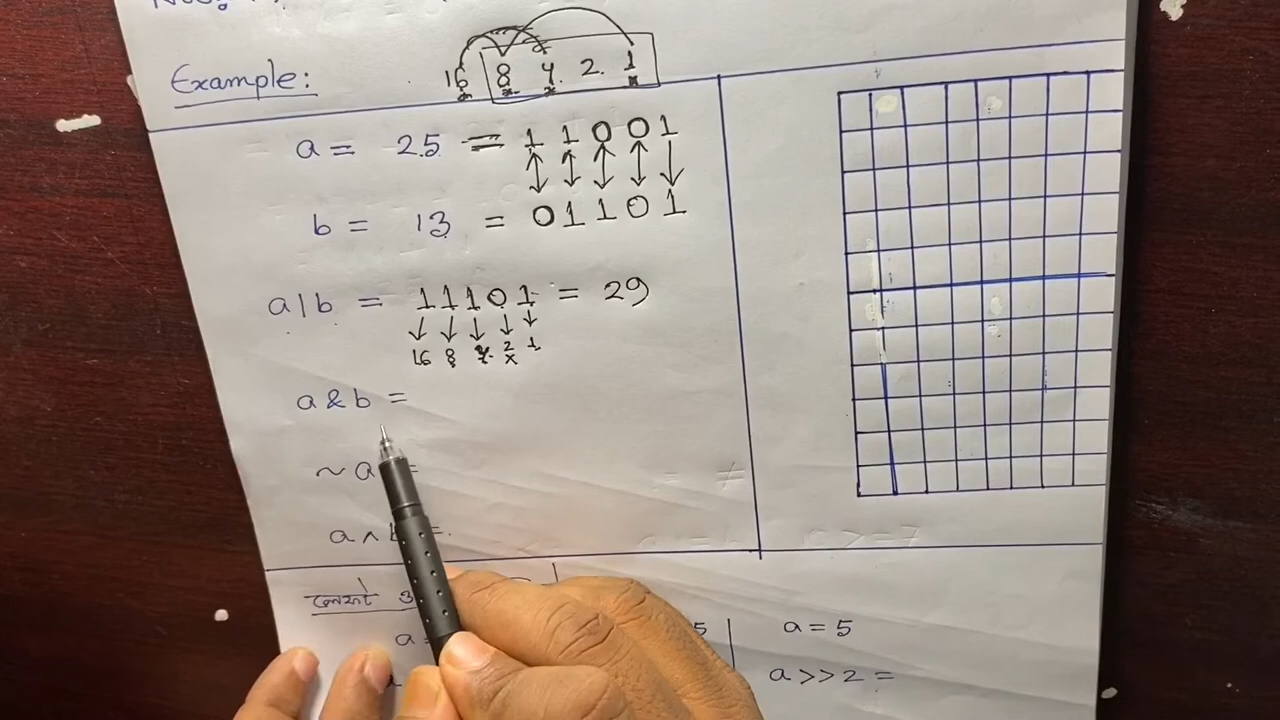 Example:
16 8 4. 2. 1
a = 25 = 1 1 0 0 1
b = 13 = 0 1 1 0 1
a | b = 1 1 1 0 1 = 29
16 8 4 2 1
x
a & b =
~ a =
a ^ b =.
a = 5
a >> 2 =